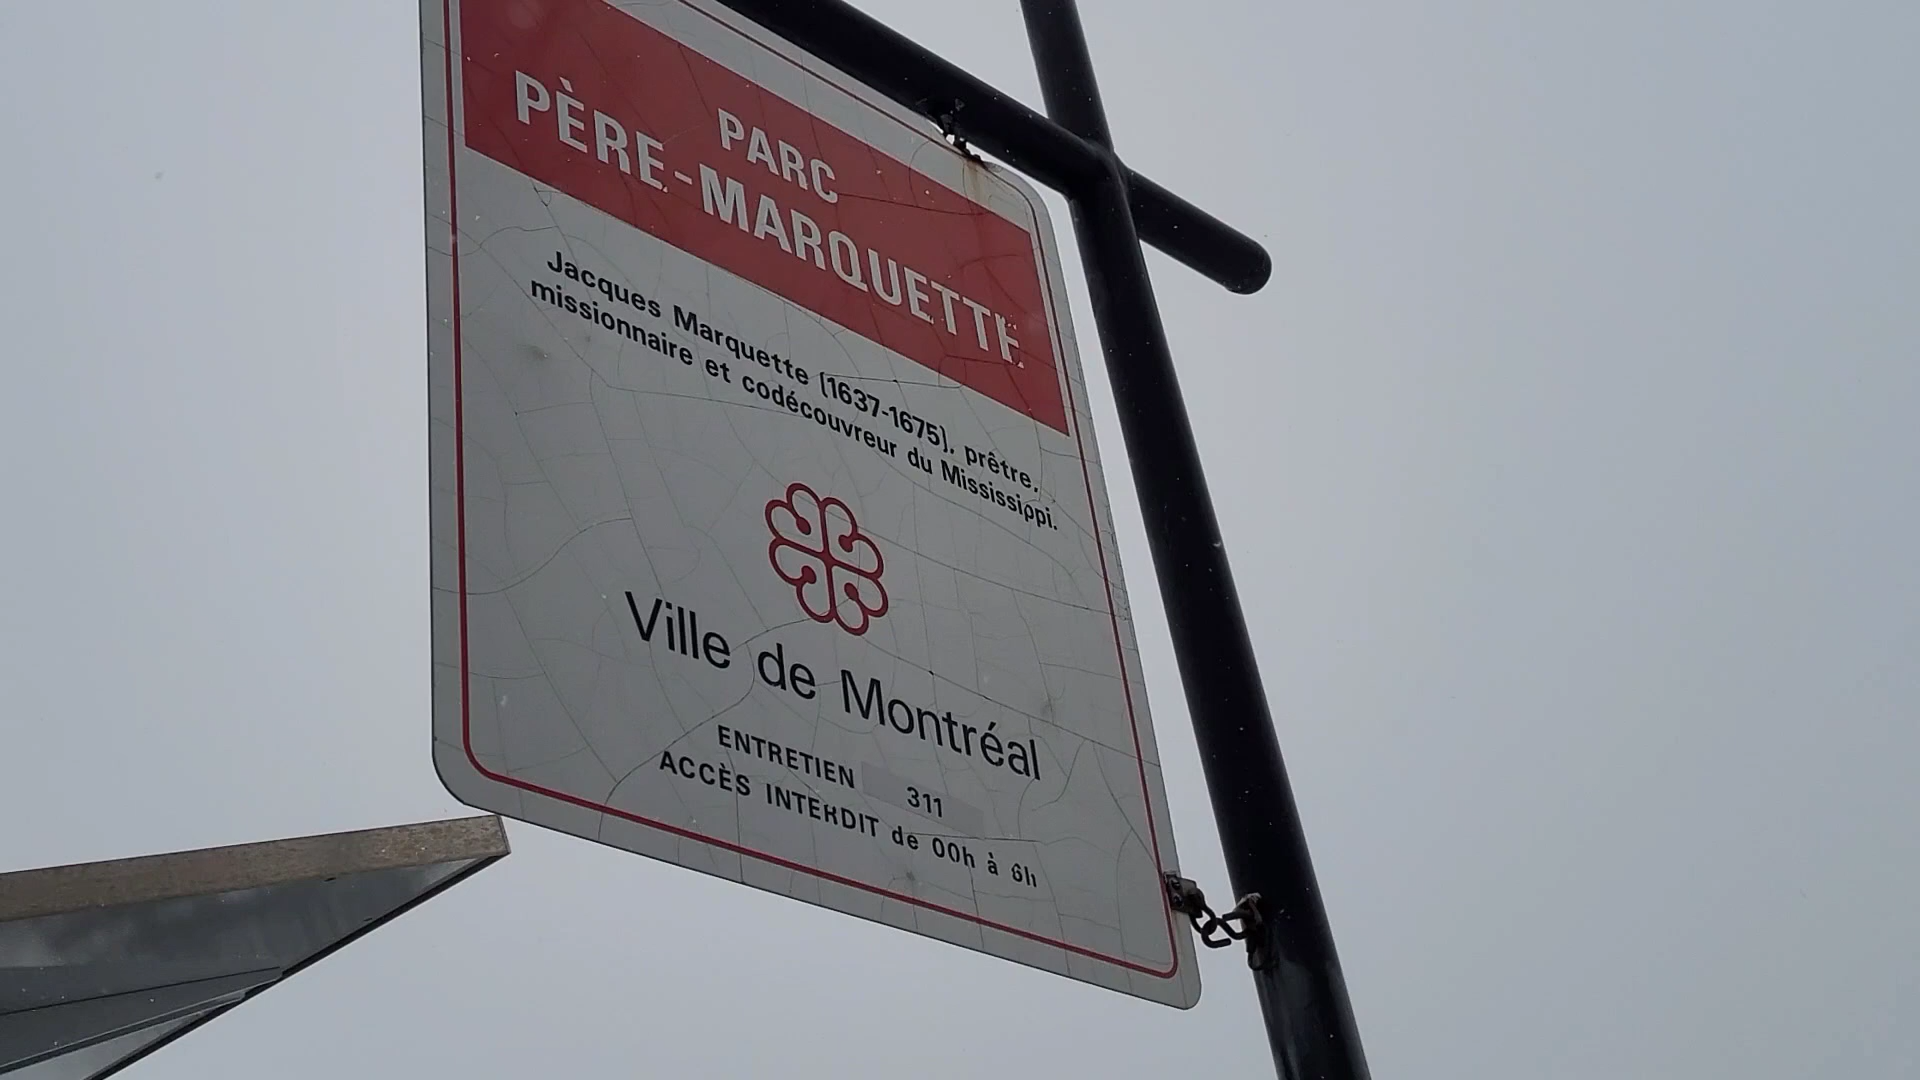 PARC
PÈRE-MARQUETTE
Jacques Marquette (1637-1675), prêtre,
missionnaire et codécouvreur du Mississippi.
Ville de Montréal
ENTRETIEN 311
ACCÈS INTERDIT de 00h à 6h